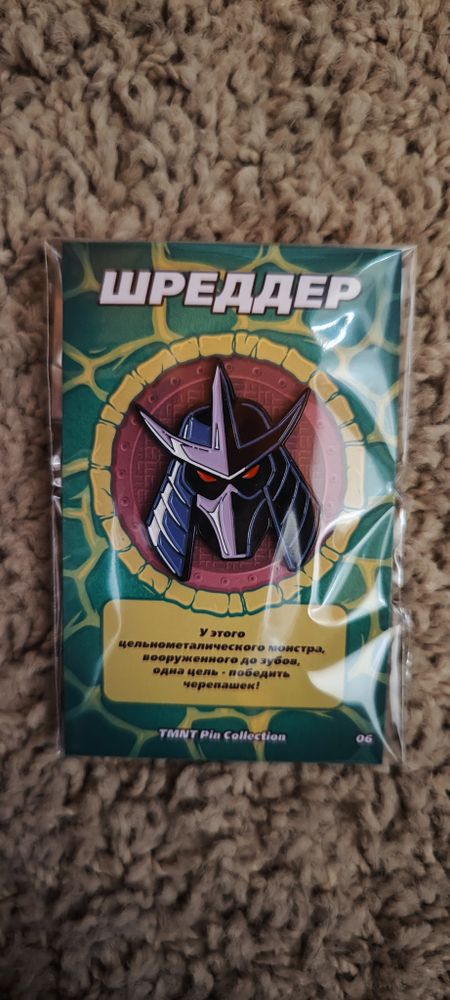 ШРЕДДЕР
У этого
цельнометалического монстра,
вооруженного до зубов,
одна цель - победить
черепашек!
TMNT Pin Collection
06